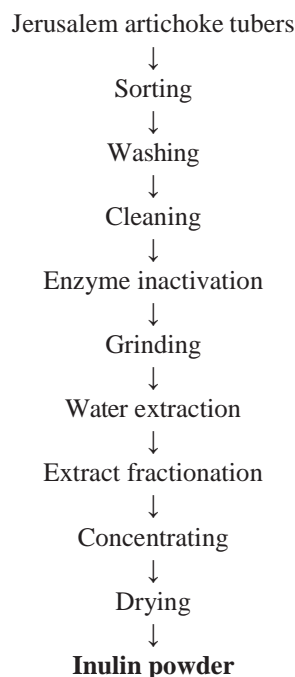 Jerusalem artichoke tubers
↓
Sorting
↓
Washing
↓
Cleaning
↓
Enzyme inactivation
↓
Grinding
↓
Water extraction
↓
Extract fractionation
↓
Concentrating
↓
Drying
↓
Inulin powder